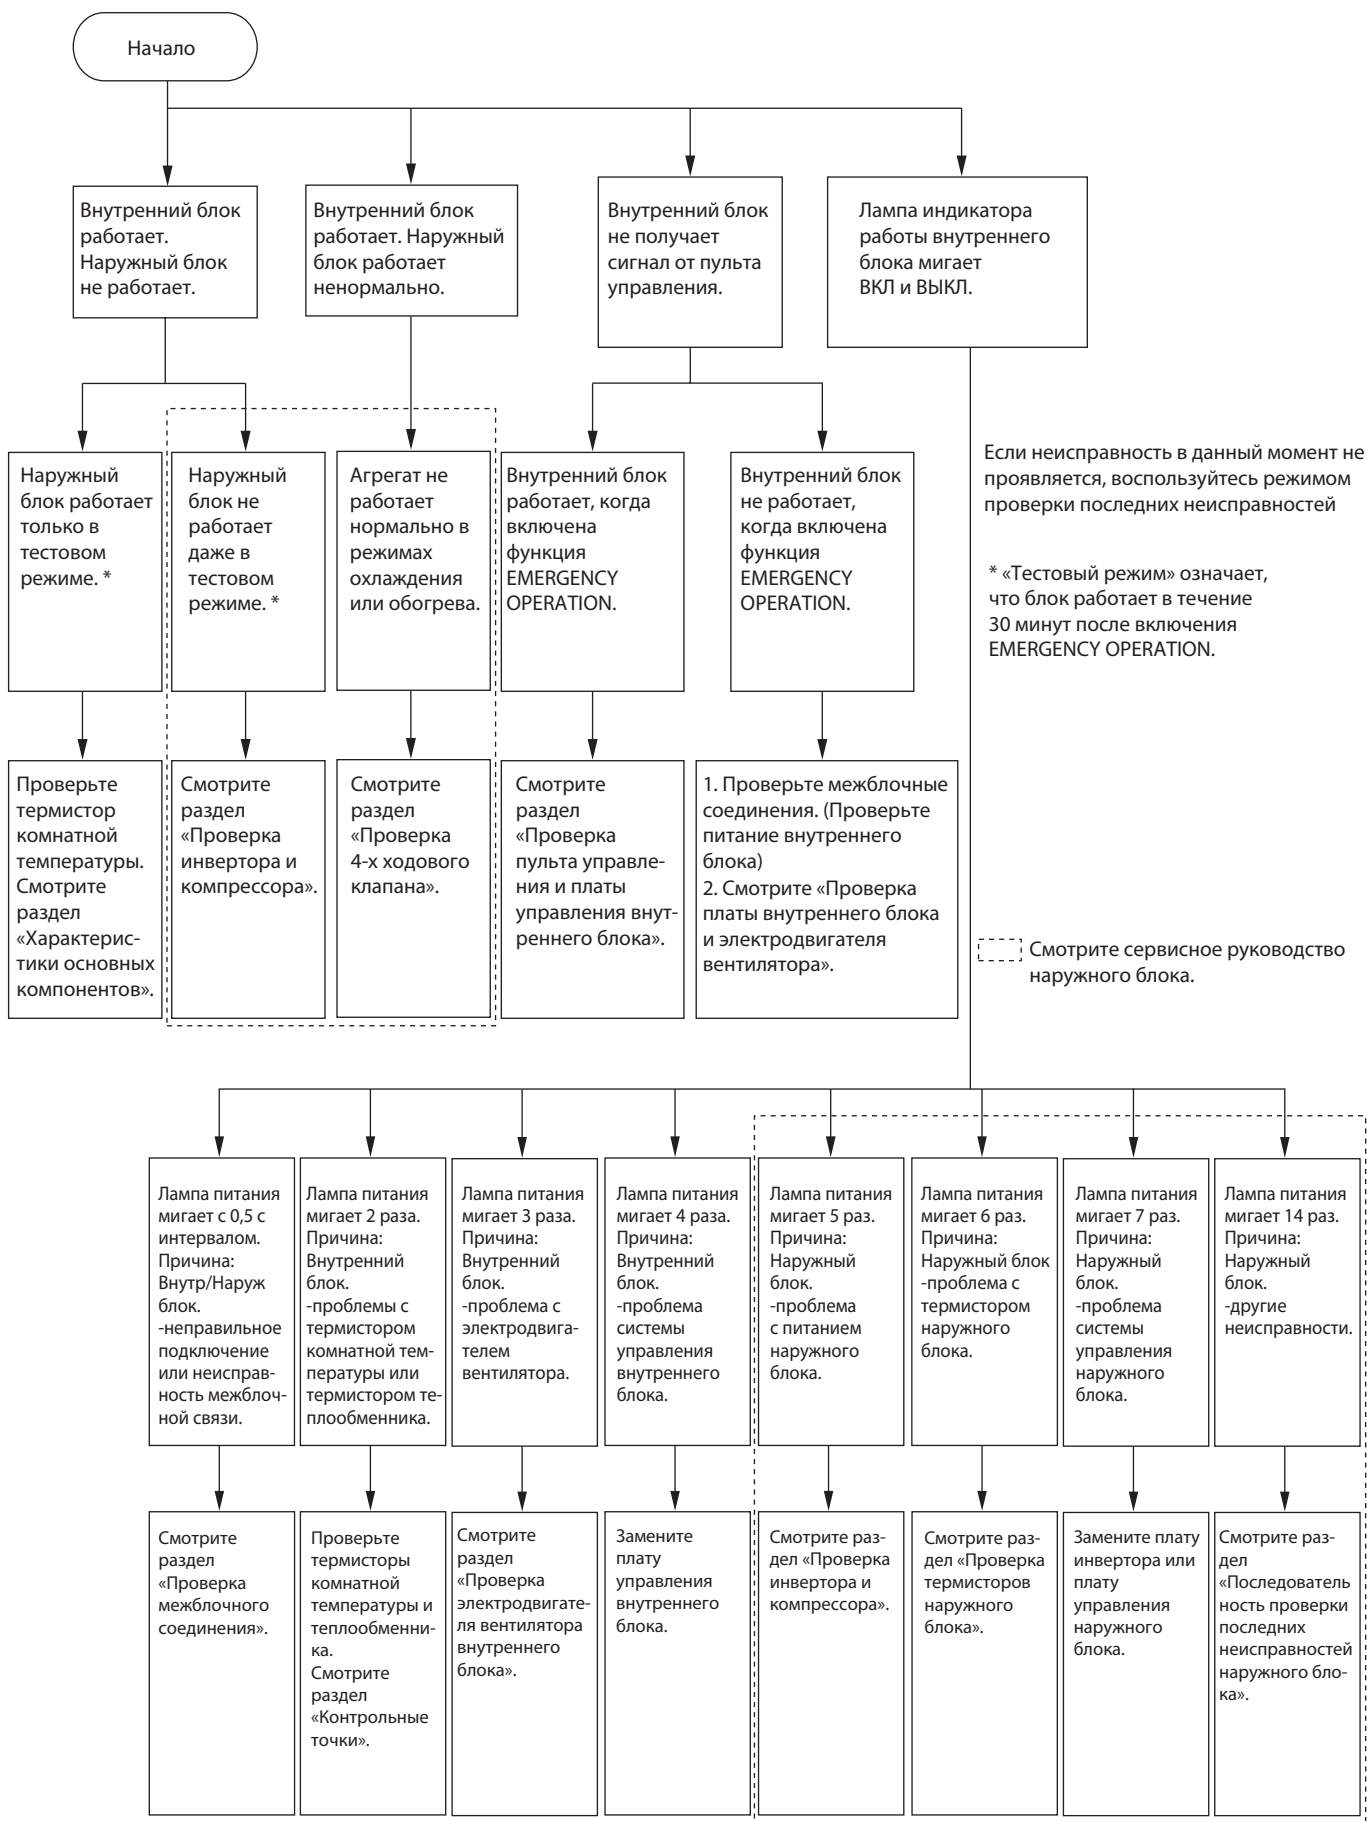 Начало
Внутренний блок
работает.
Наружный блок
не работает.
Внутренний блок
работает. Наружный
блок работает
ненормально.
Внутренний блок
не получает
сигнал от пульта
управления.
Лампа индикатора
работы внутреннего
блока мигает
ВКЛ и ВЫКЛ.
Наружный
блок работает
только в
тестовом
режиме. *
Наружный
блок не
работает
даже в
тестовом
режиме. *
Агрегат не
работает
нормально в
режимах
охлаждения
или обогрева.
Внутренний блок
работает, когда
включена
функция
EMERGENCY
OPERATION.
Внутренний блок
не работает,
когда включена
функция
EMERGENCY
OPERATION.
Если неисправность в данный момент не
проявляется, воспользуйтесь режимом
проверки последних неисправностей
* «Тестовый режим» означает,
что блок работает в течение
30 минут после включения
EMERGENCY OPERATION.
Проверьте
термистор
комнатной
температуры.
Смотрите
раздел
«Характерис-
тики основных
компонентов».
Смотрите
раздел
«Проверка
инвертора и
компрессора».
Смотрите
раздел
«Проверка
4-х ходового
клапана».
Смотрите
раздел
«Проверка
пульта управле-
ния и платы
управления внут-
реннего блока».
1. Проверьте межблочные
соединения. (Проверьте
питание внутреннего
блока)
2. Смотрите «Проверка
платы внутреннего блока
и электродвигателя
вентилятора».
Смотрите сервисное руководство
наружного блока.
Лампа питания
мигает с 0,5 с
интервалом.
Причина:
Внутр/Наруж
блок.
-неправильное
подключение
или неисправ-
ность межблоч-
ной связи.
Лампа питания
мигает 2 раза.
Причина:
Внутренний
блок.
-проблемы с
термистором
комнатной тем-
пературы или
термистором те-
плообменника.
Лампа питания
мигает 3 раза.
Причина:
Внутренний
блок.
-проблема с
электродвига-
телем
вентилятора.
Лампа питания
мигает 4 раза.
Причина:
Внутренний
блок.
-проблема
системы
управления
внутреннего
блока.
Лампа питания
мигает 5 раз.
Причина:
Наружный
блок.
-проблема
с питанием
наружного
блока.
Лампа питания
мигает 6 раз.
Причина:
Наружный блок
-проблема с
термистором
наружного
блока.
Лампа питания
мигает 7 раз.
Причина:
Наружный
блок.
-проблема
системы
управления
наружного
блока.
Лампа питания
мигает 14 раз.
Причина:
Наружный
блок.
-другие
неисправности.
Смотрите
раздел
«Проверка
межблочного
соединения».
Проверьте
термисторы
комнатной
температуры и
теплообменни-
ка.
Смотрите
раздел
«Контрольные
точки».
Смотрите
раздел
«Проверка
электродвигате-
ля вентилятора
внутреннего
блока».
Замените
плату
управления
внутреннего
блока.
Смотрите раз-
дел «Проверка
инвертора и
компрессора».
Смотрите раз-
дел «Проверка
термисторов
наружного
блока».
Замените плату
инвертора или
плату
управления
наружного
блока.
Смотрите раз-
дел
«Последователь
ность проверки
последних
неисправностей
наружного бло-
ка».